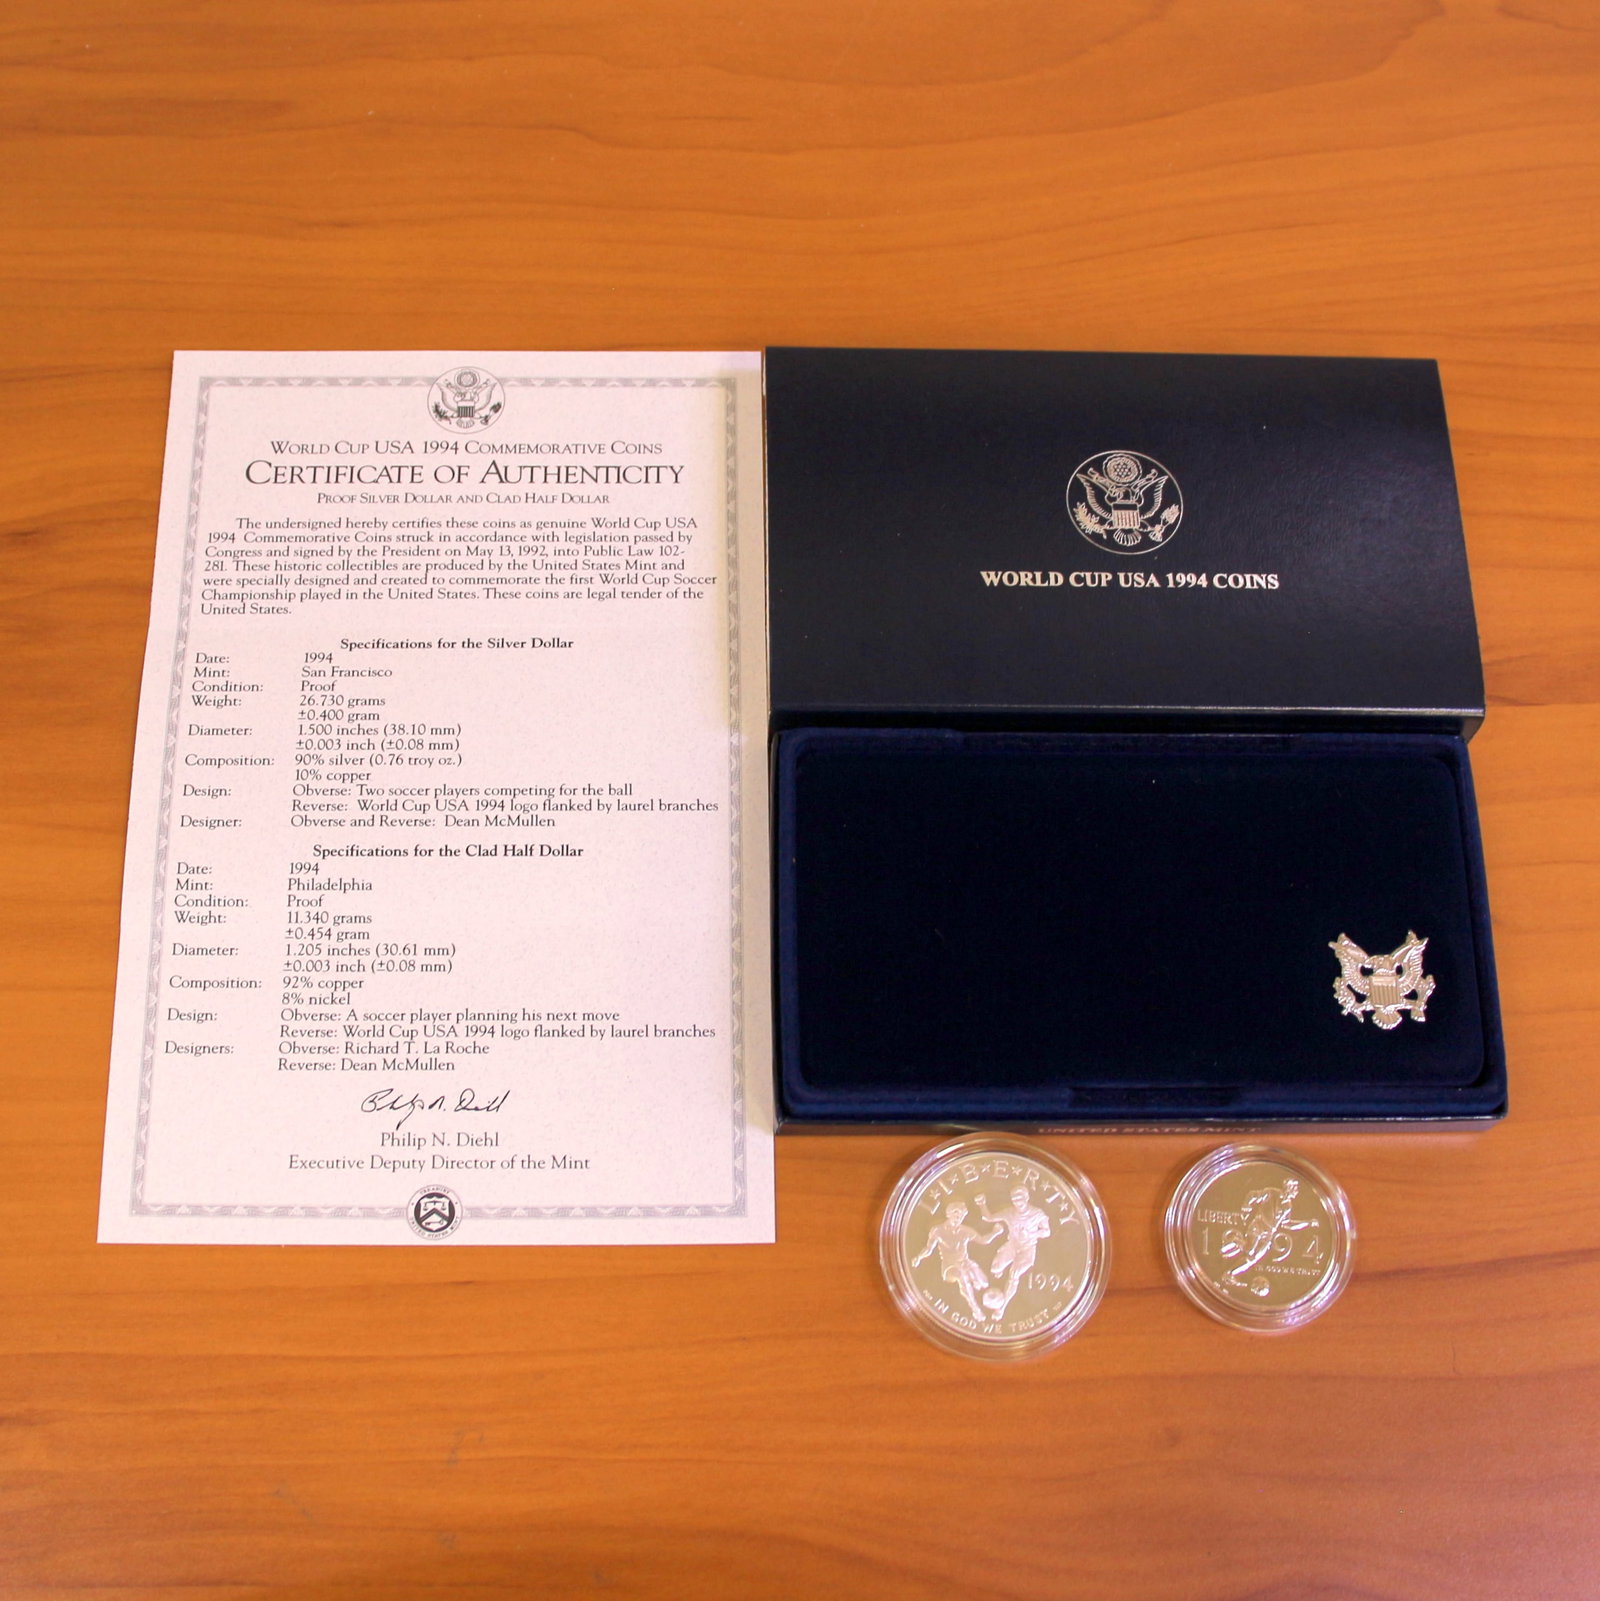 World Cup USA 1994 Commemorative Coins
Certificate of Authenticity
Proof Silver Dollar and Clad Half Dollar
The undersigned hereby certifies these coins as genuine World Cup USA
1994 Commemorative Coins struck in accordance with legislation passed by
Congress and signed by the President on May 13, 1992, into Public Law 102-
281. These historic collectibles are produced by the United States Mint and
were specially designed and created to commemorate the first World Cup Soccer
Championship played in the United States. These coins are legal tender of the
United States.
Specifications for the Silver Dollar
Date: 1994
Mint: San Francisco
Condition: Proof
Weight: 26.730 grams
±0.400 gram
Diameter: 1.500 inches (38.10 mm)
±0.003 inch (±0.08 mm)
Composition: 90% silver (0.76 troy oz.)
10% copper
Design: Obverse: Two soccer players competing for the ball
Reverse: World Cup USA 1994 logo flanked by laurel branches
Designer: Obverse and Reverse: Dean McMullen
Specifications for the Clad Half Dollar
Date: 1994
Mint: Philadelphia
Condition: Proof
Weight: 11.340 grams
±0.454 gram
Diameter: 1.205 inches (30.61 mm)
±0.003 inch (±0.08 mm)
Composition: 92% copper
8% nickel
Design: Obverse: A soccer player planning his next move
Reverse: World Cup USA 1994 logo flanked by laurel branches
Designers: Obverse: Richard T. La Roche
Reverse: Dean McMullen
Philip N. Diehl
Philip N. Diehl
Executive Deputy Director of the Mint
WORLD CUP USA 1994 COINS
UNITED STATES MINT
L★I★B★E★R★T★Y
1994
IN GOD WE TRUST
LIBERTY
1994
IN GOD WE TRUST